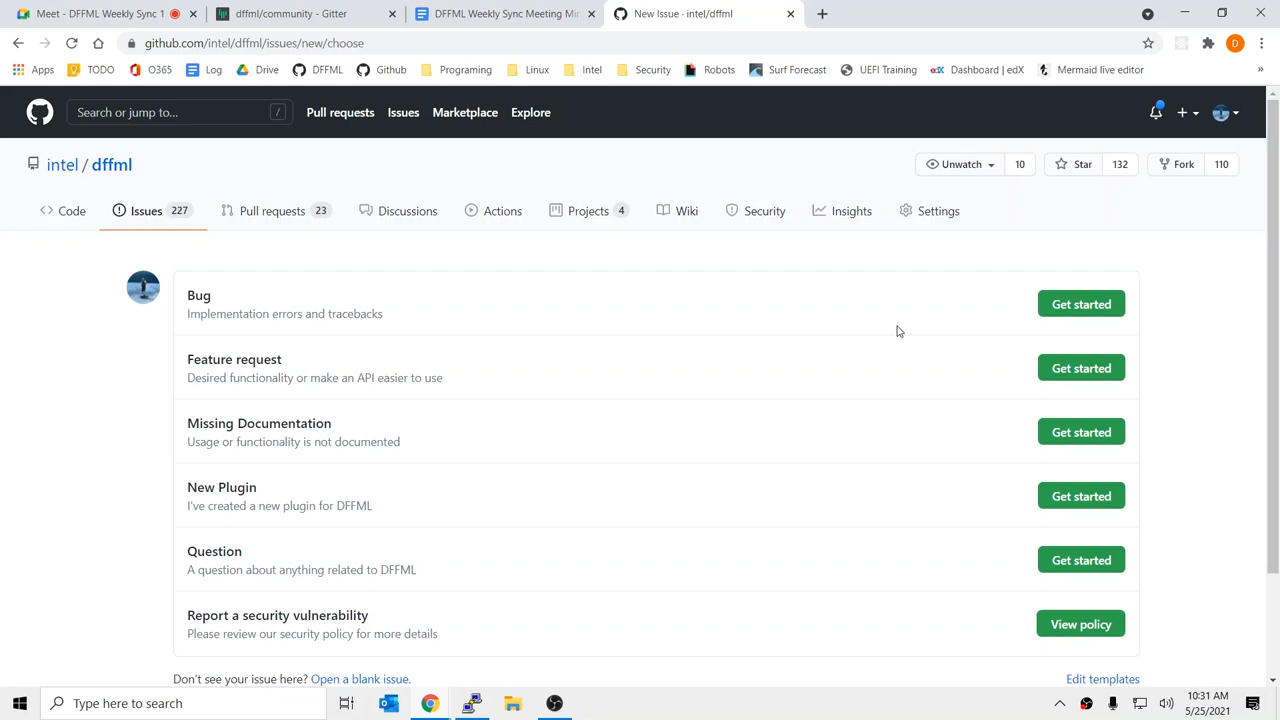 Meet - DFFML Weekly Sync 1
dffml/community - Gitter
DFFML Weekly Sync Meeting Mi
New Issue · intel/dffml
github.com/intel/dffml/issues/new/choose
Apps TODO O365 Log Drive DFFML Github Programing Linux Intel Security Robots Surf Forecast UEFI Training Dashboard | edX Mermaid live editor »
Search or jump to... / Pull requests Issues Marketplace Explore
intel / dffml
Unwatch 10 Star 132 Fork 110
Code Issues 227 Pull requests 23 Discussions Actions Projects 4 Wiki Security Insights Settings
Bug
Implementation errors and tracebacks
Get started
Feature request
Desired functionality or make an API easier to use
Get started
Missing Documentation
Usage or functionality is not documented
Get started
New Plugin
I've created a new plugin for DFFML
Get started
Question
A question about anything related to DFFML
Get started
Report a security vulnerability
Please review our security policy for more details
View policy
Don't see your issue here? Open a blank issue.
Edit templates
Type here to search
10:31 AM
5/25/2021